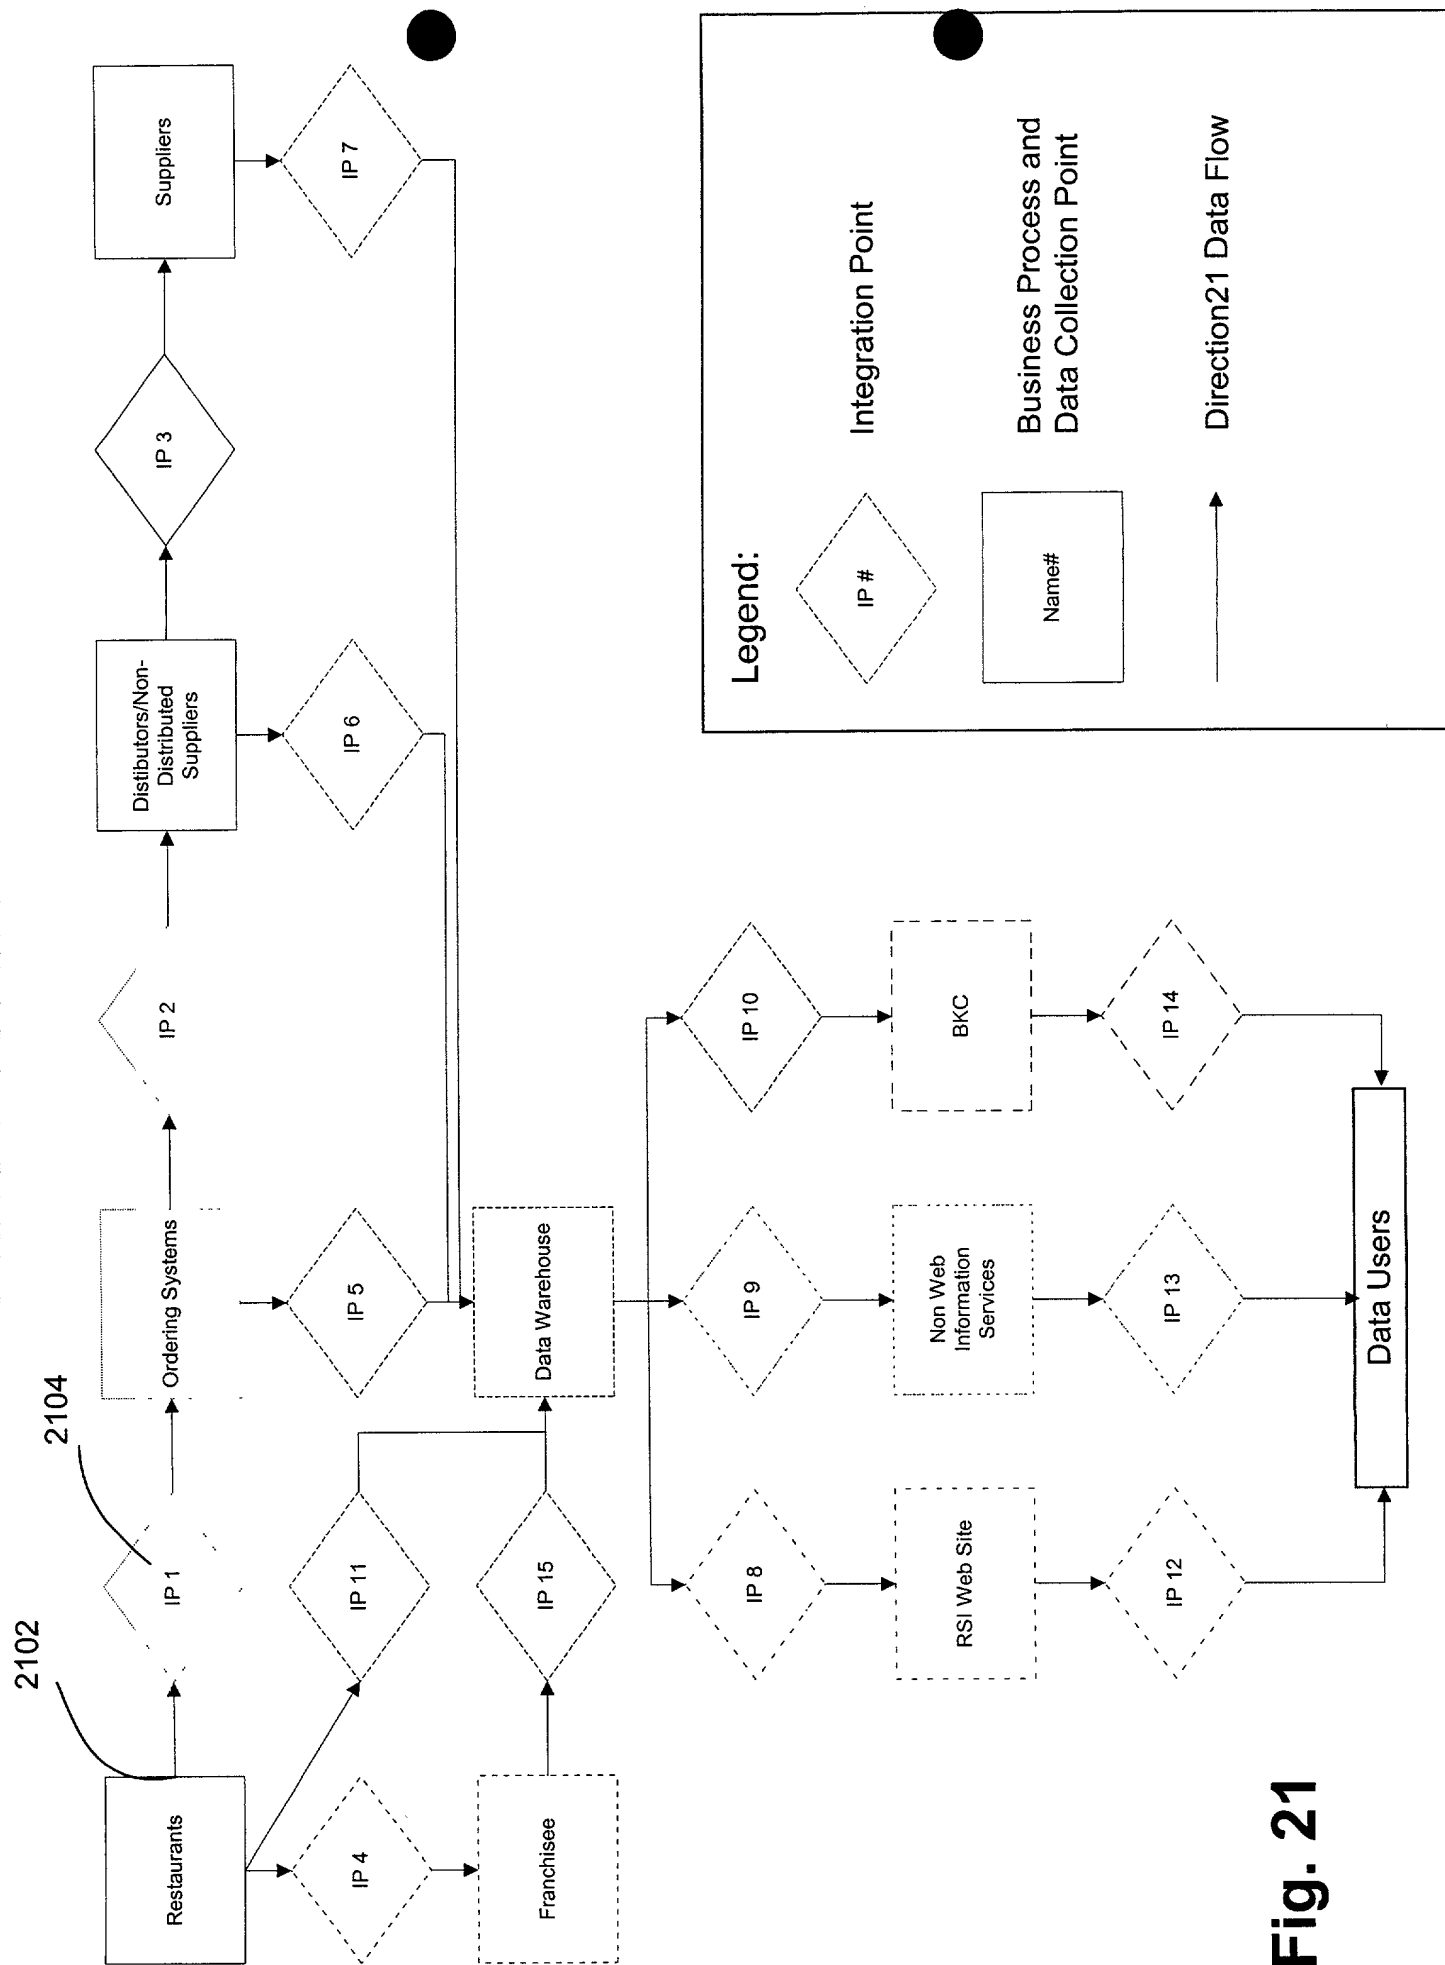 2102
2104
Restaurants
IP 1
Ordering Systems
IP 2
Distibutors/Non-
Distributed
Suppliers
IP 3
Suppliers
IP 4
IP 11
IP 5
IP 6
IP 7
Franchisee
IP 15
Data Warehouse
IP 8
IP 9
IP 10
RSI Web Site
Non Web
Information
Services
BKC
IP 12
IP 13
IP 14
Data Users
Legend:
IP #
Integration Point
Name#
Business Process and
Data Collection Point
Direction21 Data Flow
Fig. 21